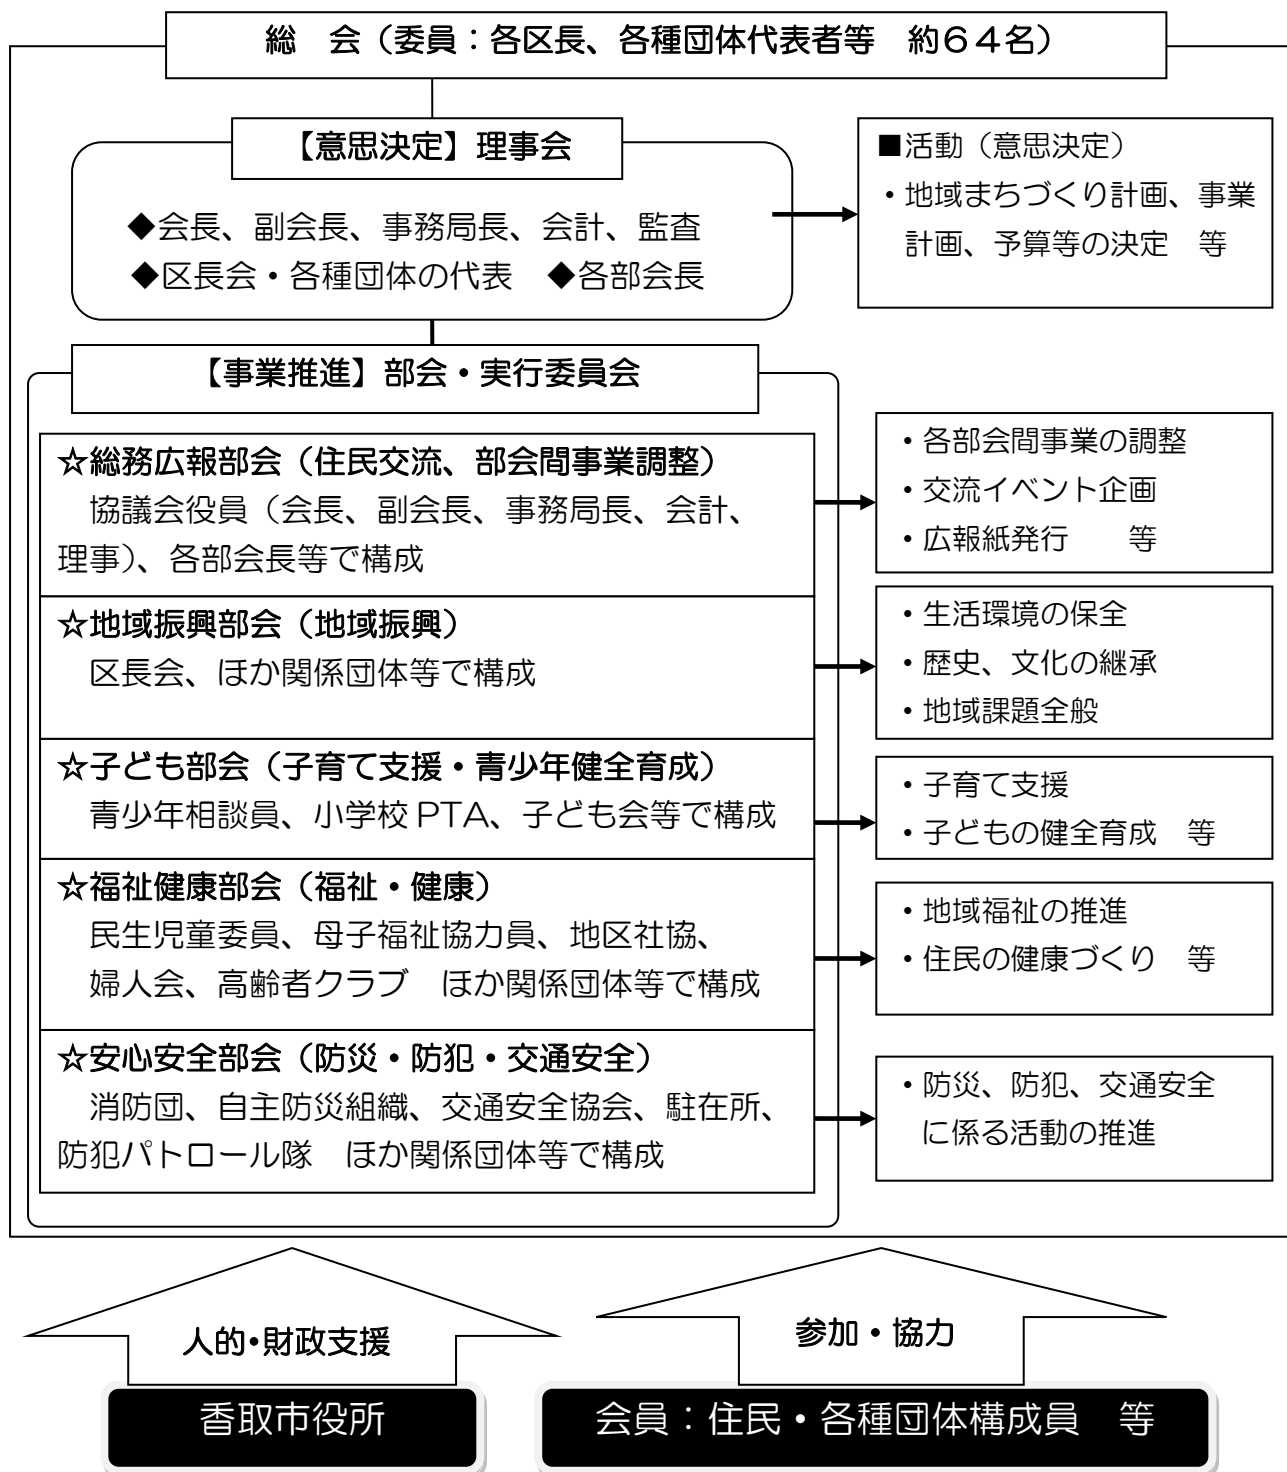 総　会（委員：各区長、各種団体代表者等　約６４名）
【意思決定】理事会
◆会長、副会長、事務局長、会計、監査
◆区長会・各種団体の代表　◆各部会長
■活動（意思決定）
・地域まちづくり計画、事業
計画、予算等の決定　等
【事業推進】部会・実行委員会
☆総務広報部会（住民交流、部会間事業調整）
協議会役員（会長、副会長、事務局長、会計、
理事）、各部会長等で構成
・各部会間事業の調整
・交流イベント企画
・広報紙発行　　等
☆地域振興部会（地域振興）
区長会、ほか関係団体等で構成
・生活環境の保全
・歴史、文化の継承
・地域課題全般
☆子ども部会（子育て支援・青少年健全育成）
青少年相談員、小学校 PTA、子ども会等で構成
・子育て支援
・子どもの健全育成　等
☆福祉健康部会（福祉・健康）
民生児童委員、母子福祉協力員、地区社協、
婦人会、高齢者クラブ　ほか関係団体等で構成
・地域福祉の推進
・住民の健康づくり　等
☆安心安全部会（防災・防犯・交通安全）
消防団、自主防災組織、交通安全協会、駐在所、
防犯パトロール隊　ほか関係団体等で構成
・防災、防犯、交通安全
に係る活動の推進
人的・財政支援
参加・協力
香取市役所
会員：住民・各種団体構成員　等